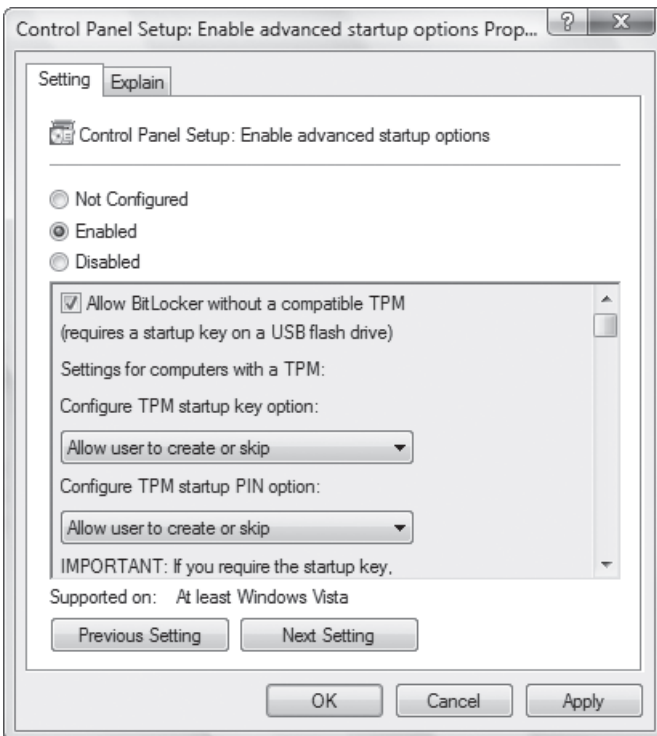 Control Panel Setup: Enable advanced startup options Prop...
Setting
Explain
Control Panel Setup: Enable advanced startup options
Not Configured
Enabled
Disabled
Allow BitLocker without a compatible TPM
(requires a startup key on a USB flash drive)
Settings for computers with a TPM:
Configure TPM startup key option:
Allow user to create or skip
Configure TPM startup PIN option:
Allow user to create or skip
IMPORTANT: If you require the startup key,
Supported on: At least Windows Vista
Previous Setting
Next Setting
OK
Cancel
Apply